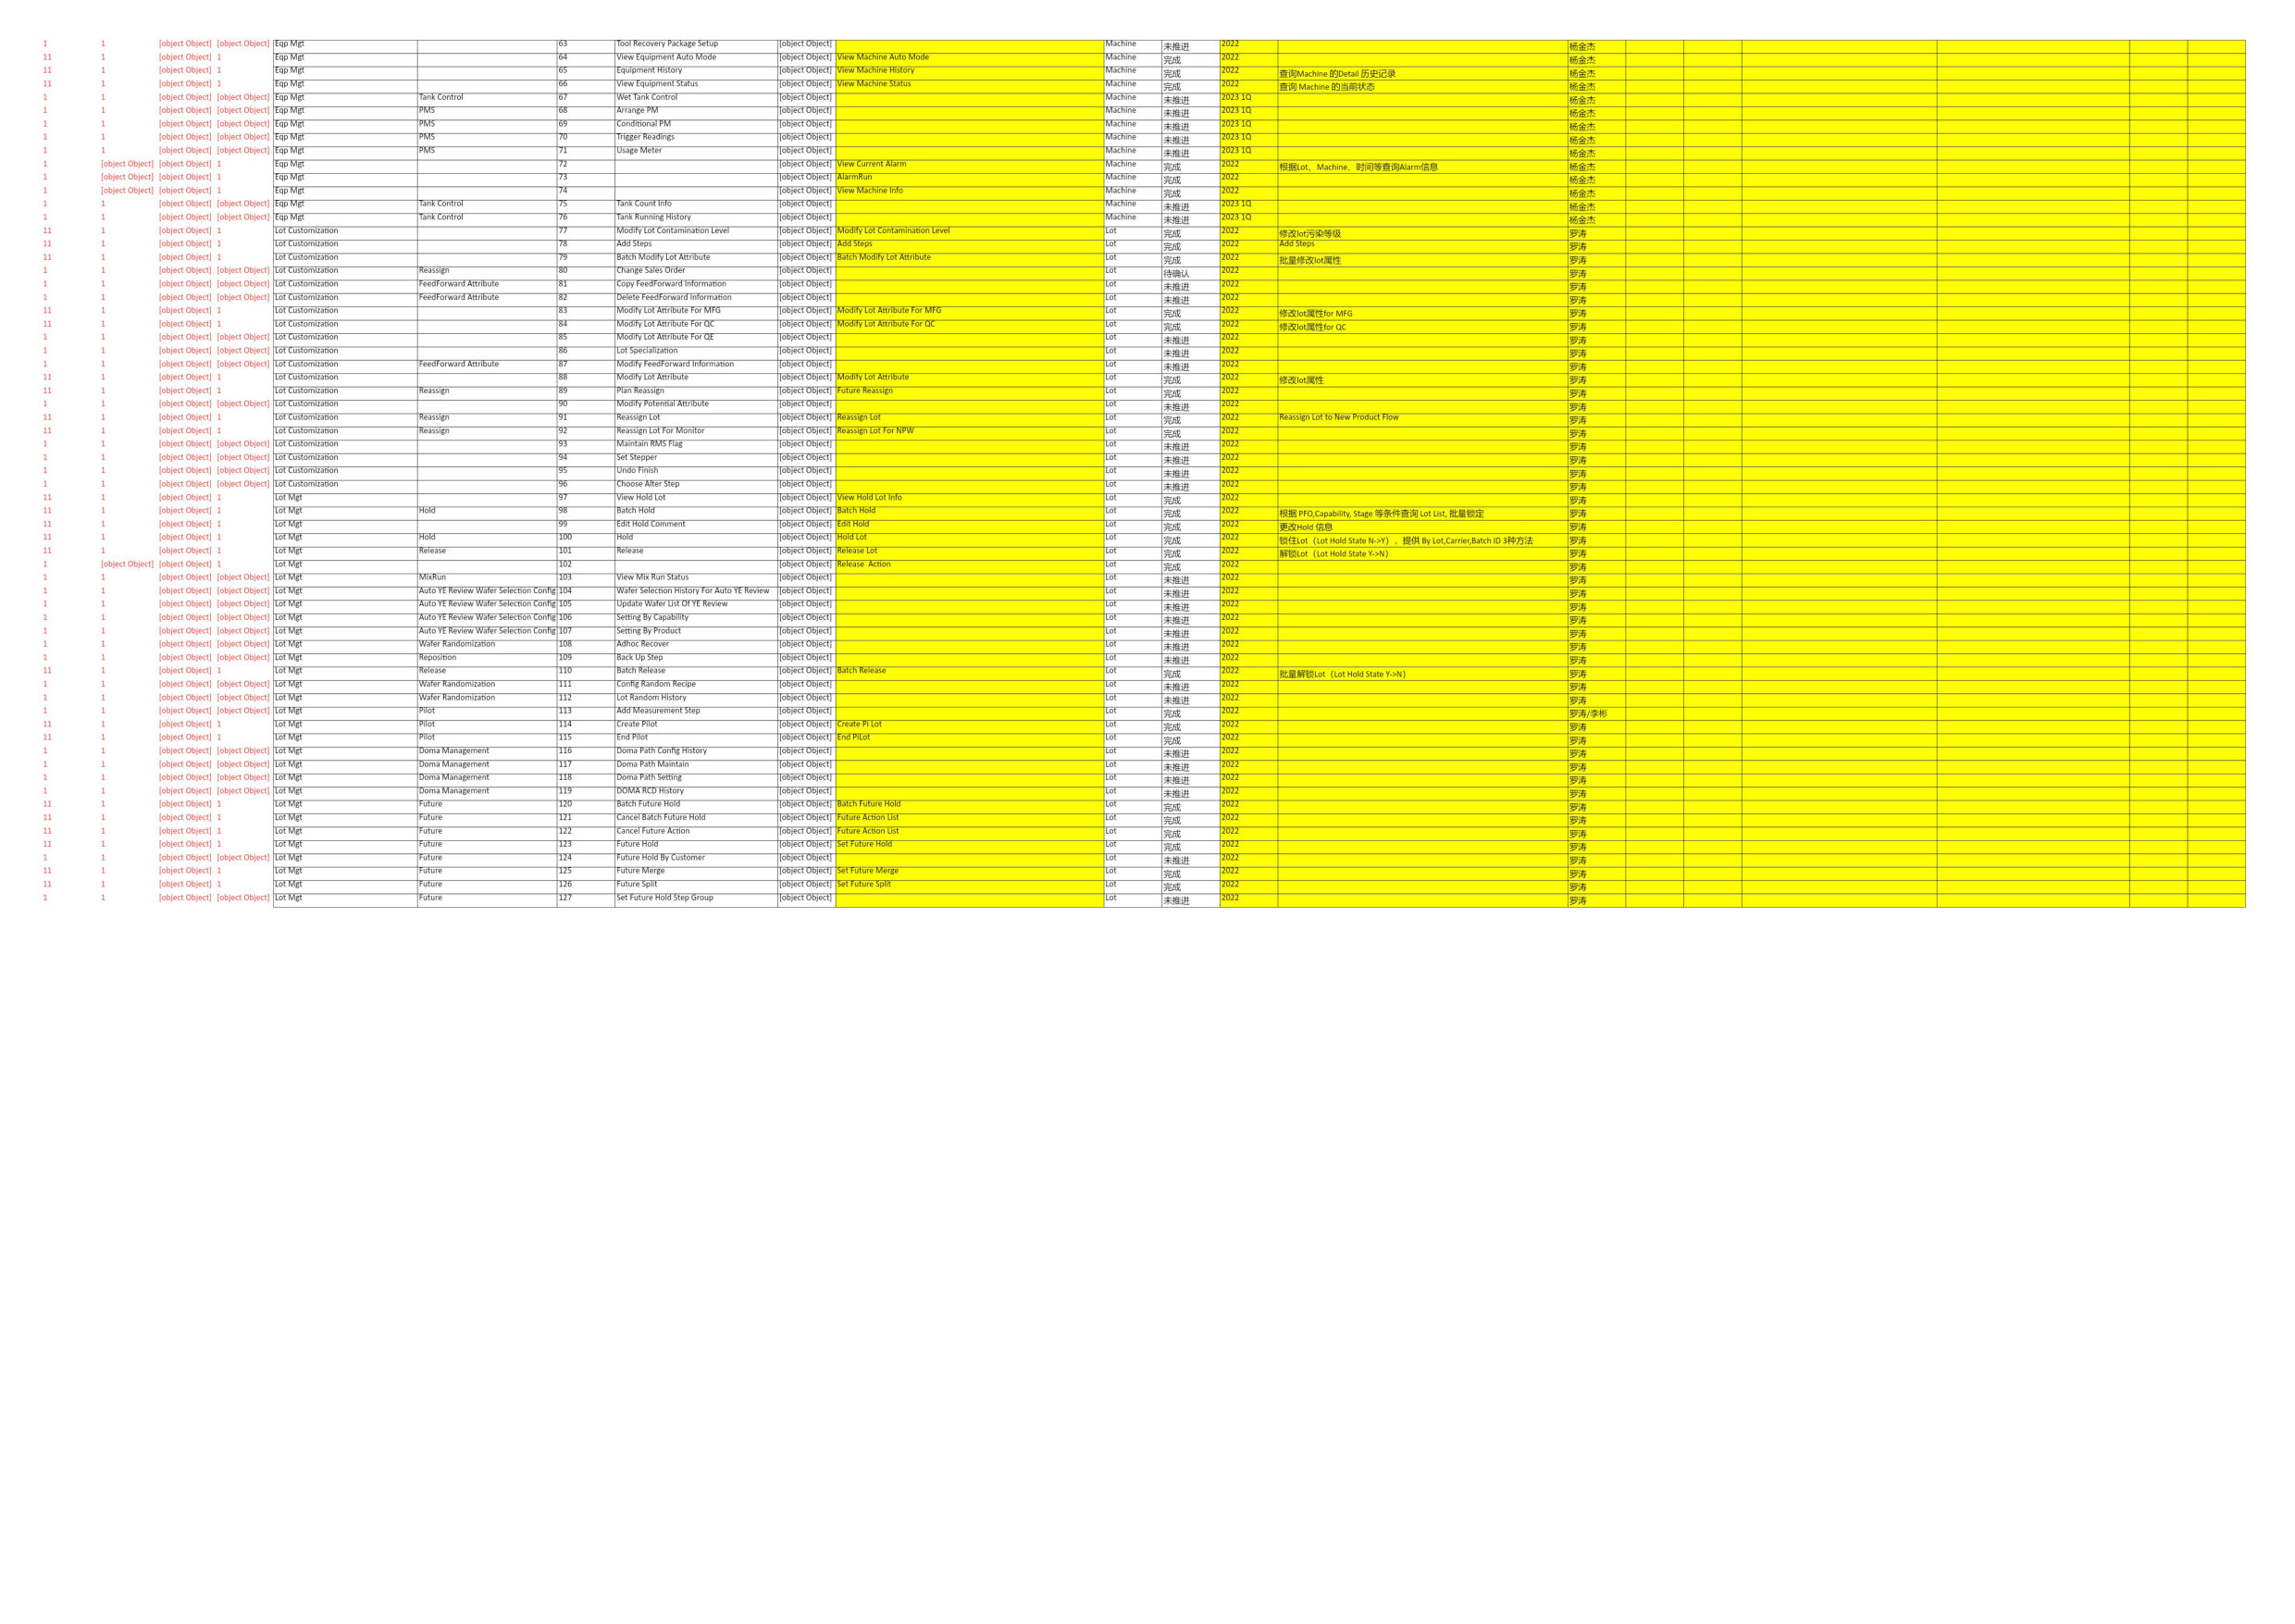 1 1 [object Object] [object Object] Eqp Mgt 63 Tool Recovery Package Setup [object Object] Machine 未推进 2022 杨金杰
11 1 [object Object] 1 Eqp Mgt 64 View Equipment Auto Mode [object Object] View Machine Auto Mode Machine 完成 2022 杨金杰
11 1 [object Object] 1 Eqp Mgt 65 Equipment History [object Object] View Machine History Machine 完成 2022 查询Machine 的Detail 历史记录 杨金杰
11 1 [object Object] 1 Eqp Mgt 66 View Equipment Status [object Object] View Machine Status Machine 完成 2022 查询 Machine 的当前状态 杨金杰
1 1 [object Object] [object Object] Eqp Mgt Tank Control 67 Wet Tank Control [object Object] Machine 未推进 2023 1Q 杨金杰
1 1 [object Object] [object Object] Eqp Mgt PMS 68 Arrange PM [object Object] Machine 未推进 2023 1Q 杨金杰
1 1 [object Object] [object Object] Eqp Mgt PMS 69 Conditional PM [object Object] Machine 未推进 2023 1Q 杨金杰
1 1 [object Object] [object Object] Eqp Mgt PMS 70 Trigger Readings [object Object] Machine 未推进 2023 1Q 杨金杰
1 1 [object Object] [object Object] Eqp Mgt PMS 71 Usage Meter [object Object] Machine 未推进 2023 1Q 杨金杰
1 [object Object] [object Object] 1 Eqp Mgt 72 [object Object] View Current Alarm Machine 完成 2022 根据Lot、Machine、时间等查询Alarm信息 杨金杰
1 [object Object] [object Object] 1 Eqp Mgt 73 [object Object] AlarmRun Machine 完成 2022 杨金杰
1 [object Object] [object Object] 1 Eqp Mgt 74 [object Object] View Machine Info Machine 完成 2022 杨金杰
1 1 [object Object] [object Object] Eqp Mgt Tank Control 75 Tank Count Info [object Object] Machine 未推进 2023 1Q 杨金杰
1 1 [object Object] [object Object] Eqp Mgt Tank Control 76 Tank Running History [object Object] Machine 未推进 2023 1Q 杨金杰
11 1 [object Object] 1 Lot Customization 77 Modify Lot Contamination Level [object Object] Modify Lot Contamination Level Lot 完成 2022 修改lot污染等级 罗涛
11 1 [object Object] 1 Lot Customization 78 Add Steps [object Object] Add Steps Lot 完成 2022 Add Steps 罗涛
11 1 [object Object] 1 Lot Customization 79 Batch Modify Lot Attribute [object Object] Batch Modify Lot Attribute Lot 完成 2022 批量修改lot属性 罗涛
1 1 [object Object] [object Object] Lot Customization Reassign 80 Change Sales Order [object Object] Lot 待确认 2022 罗涛
1 1 [object Object] [object Object] Lot Customization FeedForward Attribute 81 Copy FeedForward Information [object Object] Lot 未推进 2022 罗涛
1 1 [object Object] [object Object] Lot Customization FeedForward Attribute 82 Delete FeedForward Information [object Object] Lot 未推进 2022 罗涛
11 1 [object Object] 1 Lot Customization 83 Modify Lot Attribute For MFG [object Object] Modify Lot Attribute For MFG Lot 完成 2022 修改lot属性for MFG 罗涛
11 1 [object Object] 1 Lot Customization 84 Modify Lot Attribute For QC [object Object] Modify Lot Attribute For QC Lot 完成 2022 修改lot属性for QC 罗涛
1 1 [object Object] [object Object] Lot Customization 85 Modify Lot Attribute For QE [object Object] Lot 未推进 2022 罗涛
1 1 [object Object] [object Object] Lot Customization 86 Lot Specialization [object Object] Lot 未推进 2022 罗涛
1 1 [object Object] [object Object] Lot Customization FeedForward Attribute 87 Modify FeedForward Information [object Object] Lot 未推进 2022 罗涛
11 1 [object Object] 1 Lot Customization 88 Modify Lot Attribute [object Object] Modify Lot Attribute Lot 完成 2022 修改lot属性 罗涛
11 1 [object Object] 1 Lot Customization Reassign 89 Plan Reassign [object Object] Future Reassign Lot 完成 2022 罗涛
1 1 [object Object] [object Object] Lot Customization 90 Modify Potential Attribute [object Object] Lot 未推进 2022 罗涛
11 1 [object Object] 1 Lot Customization Reassign 91 Reassign Lot [object Object] Reassign Lot Lot 完成 2022 Reassign Lot to New Product Flow 罗涛
11 1 [object Object] 1 Lot Customization Reassign 92 Reassign Lot For Monitor [object Object] Reassign Lot For NPW Lot 完成 2022 罗涛
1 1 [object Object] [object Object] Lot Customization 93 Maintain RMS Flag [object Object] Lot 未推进 2022 罗涛
1 1 [object Object] [object Object] Lot Customization 94 Set Stepper [object Object] Lot 未推进 2022 罗涛
1 1 [object Object] [object Object] Lot Customization 95 Undo Finish [object Object] Lot 未推进 2022 罗涛
1 1 [object Object] [object Object] Lot Customization 96 Choose Alter Step [object Object] Lot 未推进 2022 罗涛
11 1 [object Object] 1 Lot Mgt 97 View Hold Lot [object Object] View Hold Lot Info Lot 完成 2022 罗涛
11 1 [object Object] 1 Lot Mgt Hold 98 Batch Hold [object Object] Batch Hold Lot 完成 2022 根据 PFO,Capability, Stage 等条件查询 Lot List, 批量锁定 罗涛
11 1 [object Object] 1 Lot Mgt 99 Edit Hold Comment [object Object] Edit Hold Lot 完成 2022 更改Hold 信息 罗涛
11 1 [object Object] 1 Lot Mgt Hold 100 Hold [object Object] Hold Lot Lot 完成 2022 锁住Lot（Lot Hold State N->Y），提供 By Lot,Carrier,Batch ID 3种方法 罗涛
11 1 [object Object] 1 Lot Mgt Release 101 Release [object Object] Release Lot Lot 完成 2022 解锁Lot（Lot Hold State Y->N） 罗涛
1 [object Object] [object Object] 1 Lot Mgt 102 [object Object] Release Action Lot 完成 2022 罗涛
1 1 [object Object] [object Object] Lot Mgt MixRun 103 View Mix Run Status [object Object] Lot 未推进 2022 罗涛
1 1 [object Object] [object Object] Lot Mgt Auto YE Review Wafer Selection Config 104 Wafer Selection History For Auto YE Review [object Object] Lot 未推进 2022 罗涛
1 1 [object Object] [object Object] Lot Mgt Auto YE Review Wafer Selection Config 105 Update Wafer List Of YE Review [object Object] Lot 未推进 2022 罗涛
1 1 [object Object] [object Object] Lot Mgt Auto YE Review Wafer Selection Config 106 Setting By Capability [object Object] Lot 未推进 2022 罗涛
1 1 [object Object] [object Object] Lot Mgt Auto YE Review Wafer Selection Config 107 Setting By Product [object Object] Lot 未推进 2022 罗涛
1 1 [object Object] [object Object] Lot Mgt Wafer Randomization 108 Adhoc Recover [object Object] Lot 未推进 2022 罗涛
1 1 [object Object] [object Object] Lot Mgt Reposition 109 Back Up Step [object Object] Lot 未推进 2022 罗涛
11 1 [object Object] 1 Lot Mgt Release 110 Batch Release [object Object] Batch Release Lot 完成 2022 批量解锁Lot（Lot Hold State Y->N） 罗涛
1 1 [object Object] [object Object] Lot Mgt Wafer Randomization 111 Config Random Recipe [object Object] Lot 未推进 2022 罗涛
1 1 [object Object] [object Object] Lot Mgt Wafer Randomization 112 Lot Random History [object Object] Lot 未推进 2022 罗涛
1 1 [object Object] [object Object] Lot Mgt Pilot 113 Add Measurement Step [object Object] Lot 完成 2022 罗涛/李彬
11 1 [object Object] 1 Lot Mgt Pilot 114 Create Pilot [object Object] Create Pi Lot Lot 完成 2022 罗涛
11 1 [object Object] 1 Lot Mgt Pilot 115 End Pilot [object Object] End PiLot Lot 完成 2022 罗涛
1 1 [object Object] [object Object] Lot Mgt Doma Management 116 Doma Path Config History [object Object] Lot 未推进 2022 罗涛
1 1 [object Object] [object Object] Lot Mgt Doma Management 117 Doma Path Maintain [object Object] Lot 未推进 2022 罗涛
1 1 [object Object] [object Object] Lot Mgt Doma Management 118 Doma Path Setting [object Object] Lot 未推进 2022 罗涛
1 1 [object Object] [object Object] Lot Mgt Doma Management 119 DOMA RCD History [object Object] Lot 未推进 2022 罗涛
11 1 [object Object] 1 Lot Mgt Future 120 Batch Future Hold [object Object] Batch Future Hold Lot 完成 2022 罗涛
11 1 [object Object] 1 Lot Mgt Future 121 Cancel Batch Future Hold [object Object] Future Action List Lot 完成 2022 罗涛
11 1 [object Object] 1 Lot Mgt Future 122 Cancel Future Action [object Object] Future Action List Lot 完成 2022 罗涛
11 1 [object Object] 1 Lot Mgt Future 123 Future Hold [object Object] Set Future Hold Lot 完成 2022 罗涛
1 1 [object Object] [object Object] Lot Mgt Future 124 Future Hold By Customer [object Object] Lot 未推进 2022 罗涛
11 1 [object Object] 1 Lot Mgt Future 125 Future Merge [object Object] Set Future Merge Lot 完成 2022 罗涛
11 1 [object Object] 1 Lot Mgt Future 126 Future Split [object Object] Set Future Split Lot 完成 2022 罗涛
1 1 [object Object] [object Object] Lot Mgt Future 127 Set Future Hold Step Group [object Object] Lot 未推进 2022 罗涛